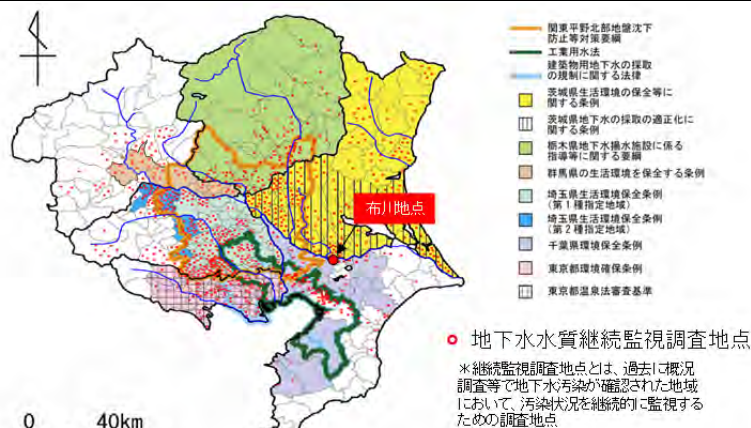 関東平野北部地盤沈下
防止等対策要綱
工業用水法
建築物用地下水の採取
の規制に関する法律
茨城県生活環境の保全等に
関する条例
茨城県地下水の採取の適正化に
関する条例
栃木県地下水揚水施設に係る
指導等に関する要綱
群馬県の生活環境を保全する条例
埼玉県生活環境保全条例
(第1種指定地域)
埼玉県生活環境保全条例
(第2種指定地域)
千葉県環境保全条例
東京都環境確保条例
東京都温泉法審査基準
布川地点
地下水水質継続監視調査地点
*継続監視調査地点とは、過去に概況
調査等で地下水汚染が確認された地域
において、汚染状況を継続的に監視する
ための調査地点
0 40km